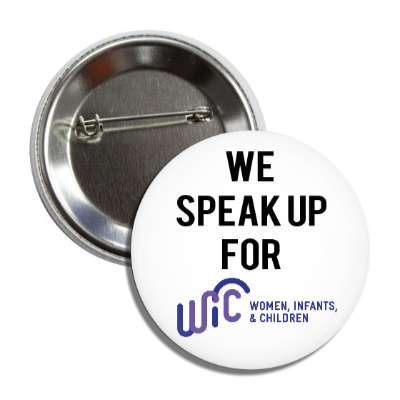 WE
SPEAK UP
FOR
WIC WOMEN, INFANTS,
& CHILDREN